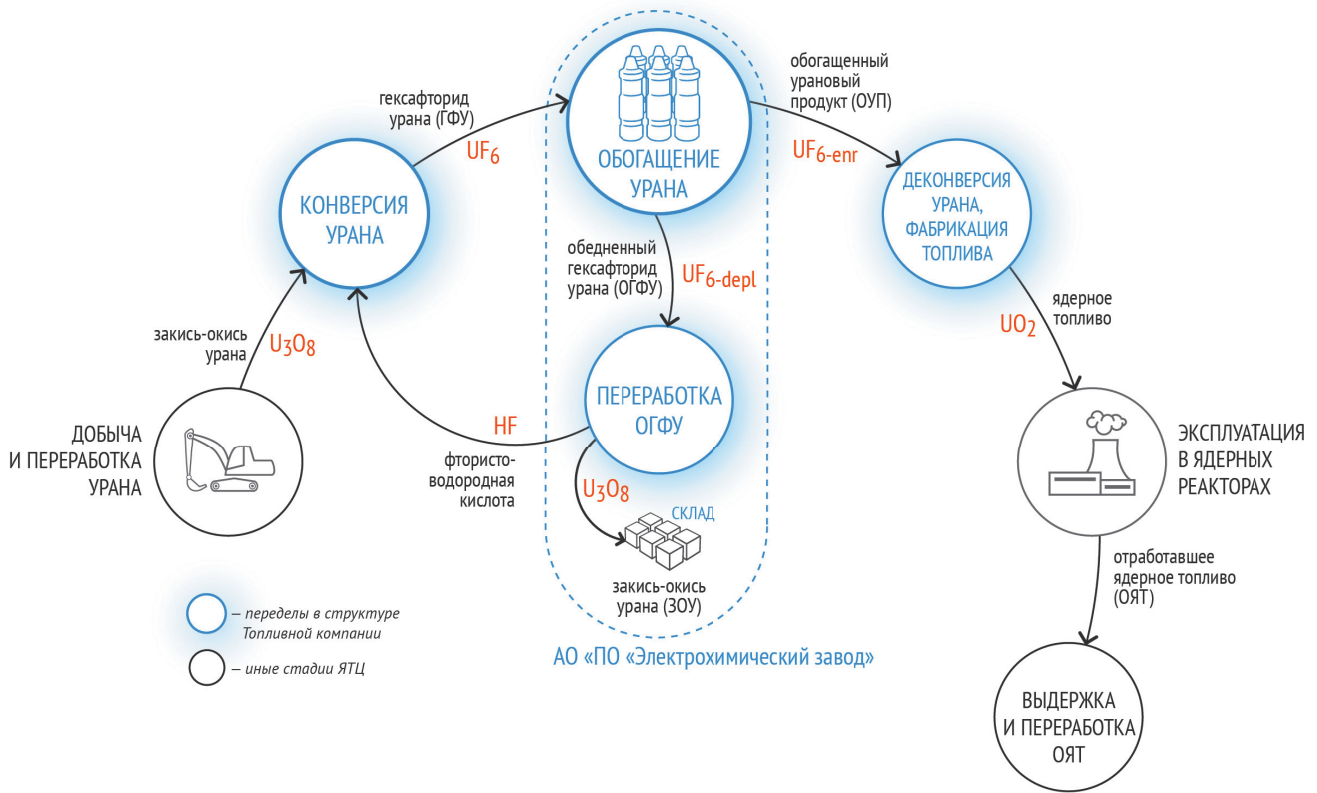 обогащенный
урановый
продукт (ОУП)
UF6-enr
гексафторид
урана (ГФУ)
UF6
ОБОГАЩЕНИЕ
УРАНА
КОНВЕРСИЯ
УРАНА
ДЕКОНВЕРСИЯ
УРАНА,
ФАБРИКАЦИЯ
ТОПЛИВА
обедненный
гексафторид
урана (ОГФУ)
UF6-depl
закись-окись
урана
U3O8
ядерное
топливо
UO2
ПЕРЕРАБОТКА
ОГФУ
ДОБЫЧА
И ПЕРЕРАБОТКА
УРАНА
HF
фтористо-
водородная
кислота
U3O8
СКЛАД
закись-окись
урана (ЗОУ)
ЭКСПЛУАТАЦИЯ
В ЯДЕРНЫХ
РЕАКТОРАХ
отработавшее
ядерное топливо
(ОЯТ)
— переделы в структуре
Топливной компании
— иные стадии ЯТЦ
АО «ПО «Электрохимический завод»
ВЫДЕРЖКА
И ПЕРЕРАБОТКА
ОЯТ